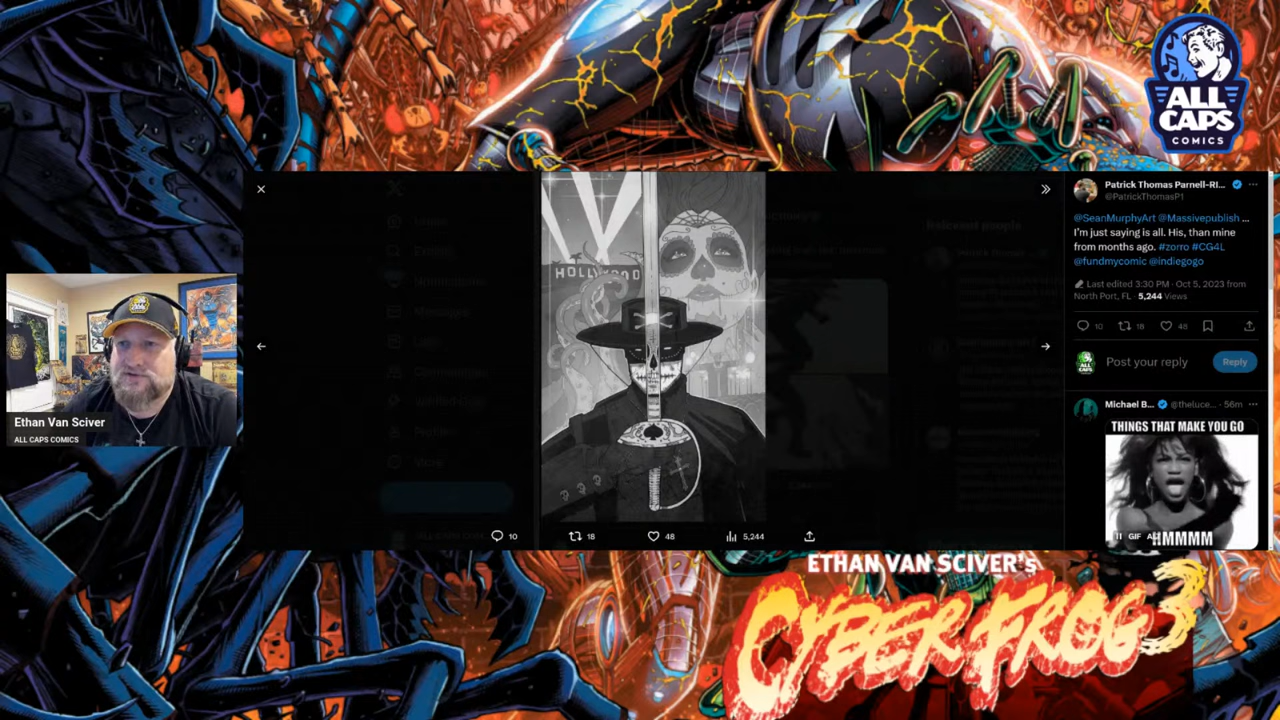 ALL
CAPS
COMICS
HOLLYWOOD
Patrick Thomas Parnell-RI...
@PatrickThomasP1
@SeanMurphyArt @Massivepublish ...
I'm just saying is all. His, than mine
from months ago. #zorro #CG4L
@fundmycomic @indiegogo
Last edited 3:30 PM · Oct 5, 2023 from
North Port, FL · 5,244 Views
10 18 48
ALL
CAPS
Post your reply
Reply
Michael B... @theluce... · 56m
THINGS THAT MAKE YOU GO
HMMMM
GIF
10 18 48 5,244
Ethan Van Sciver
ALL CAPS COMICS
ETHAN VAN SCIVER's
CYBERFROG 3